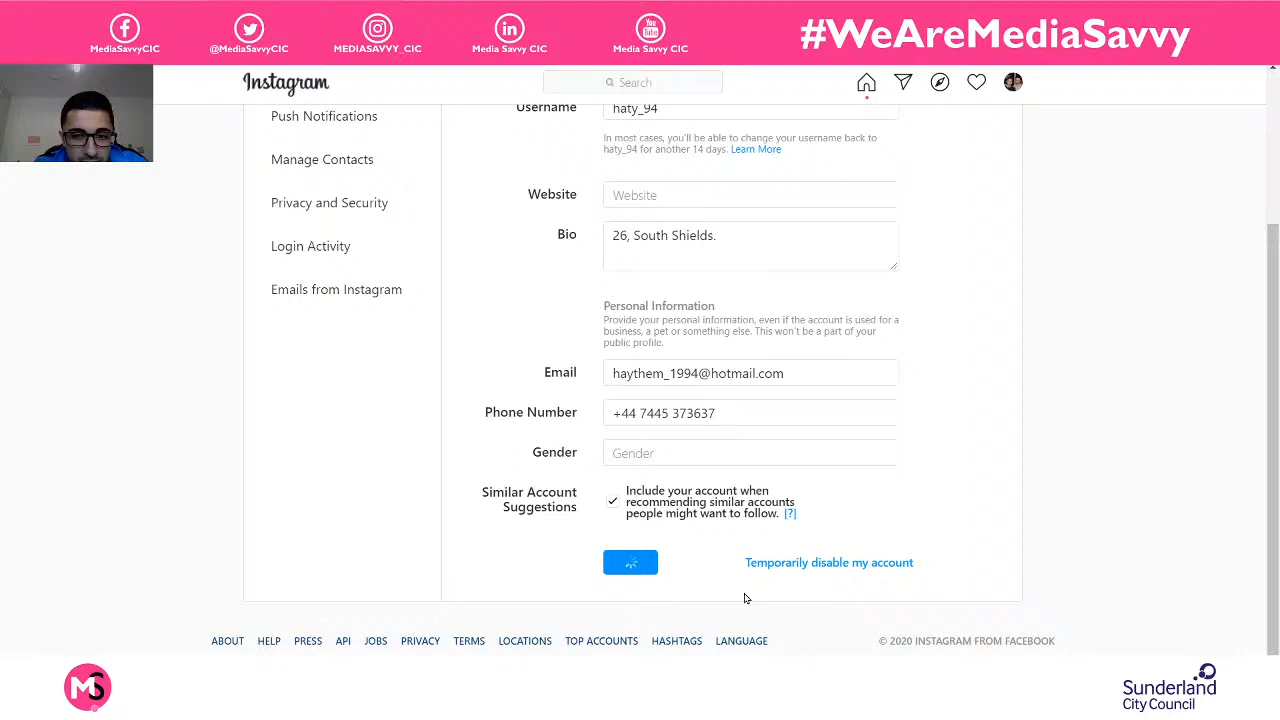 MediaSavvyCIC
@MediaSavvyCIC
MEDIASAVVY_CIC
in
Media Savvy CIC
You Tube
Media Savvy CIC
#WeAreMediaSavvy
Instagram
Search
Push Notifications
Manage Contacts
Privacy and Security
Login Activity
Emails from Instagram
Username haty_94
In most cases, you'll be able to change your username back to
haty_94 for another 14 days. Learn More
Website Website
Bio 26, South Shields.
Personal Information
Provide your personal information, even if the account is used for a
business, a pet or something else. This won't be a part of your
public profile.
Email haythem_1994@hotmail.com
Phone Number +44 7445 373637
Gender Gender
Similar Account
Suggestions
Include your account when
recommending similar accounts
people might want to follow. [?]
Temporarily disable my account
ABOUT HELP PRESS API JOBS PRIVACY TERMS LOCATIONS TOP ACCOUNTS HASHTAGS LANGUAGE © 2020 INSTAGRAM FROM FACEBOOK
MS
Sunderland
City Council